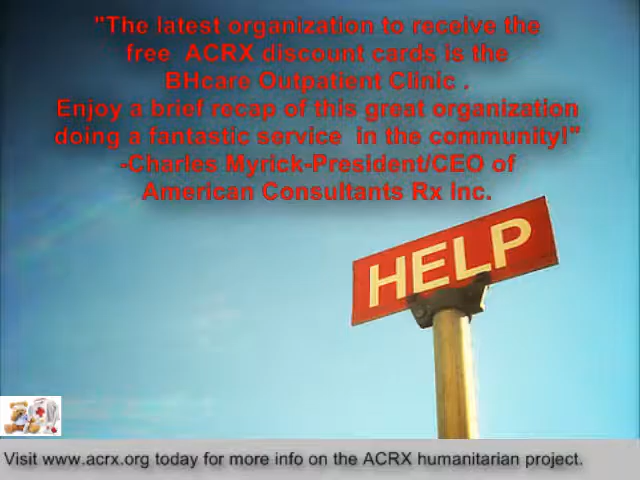 "The latest organization to receive the
free ACRX discount cards is the
BHcare Outpatient Clinic .
Enjoy a brief recap of this great organization
doing a fantastic service in the community!"
-Charles Myrick-President/CEO of
American Consultants Rx inc.
HELP
Visit www.acrx.org today for more info on the ACRX humanitarian project.